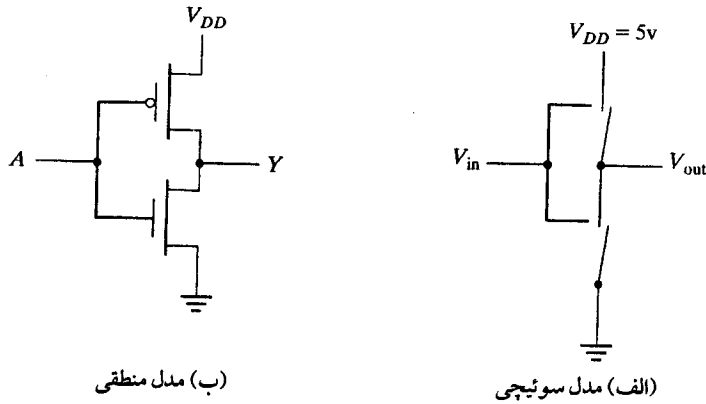 V_DD
A
Y
(ب) مدل منطقی
V_DD = 5v
V_in
V_out
(الف) مدل سوئیچی